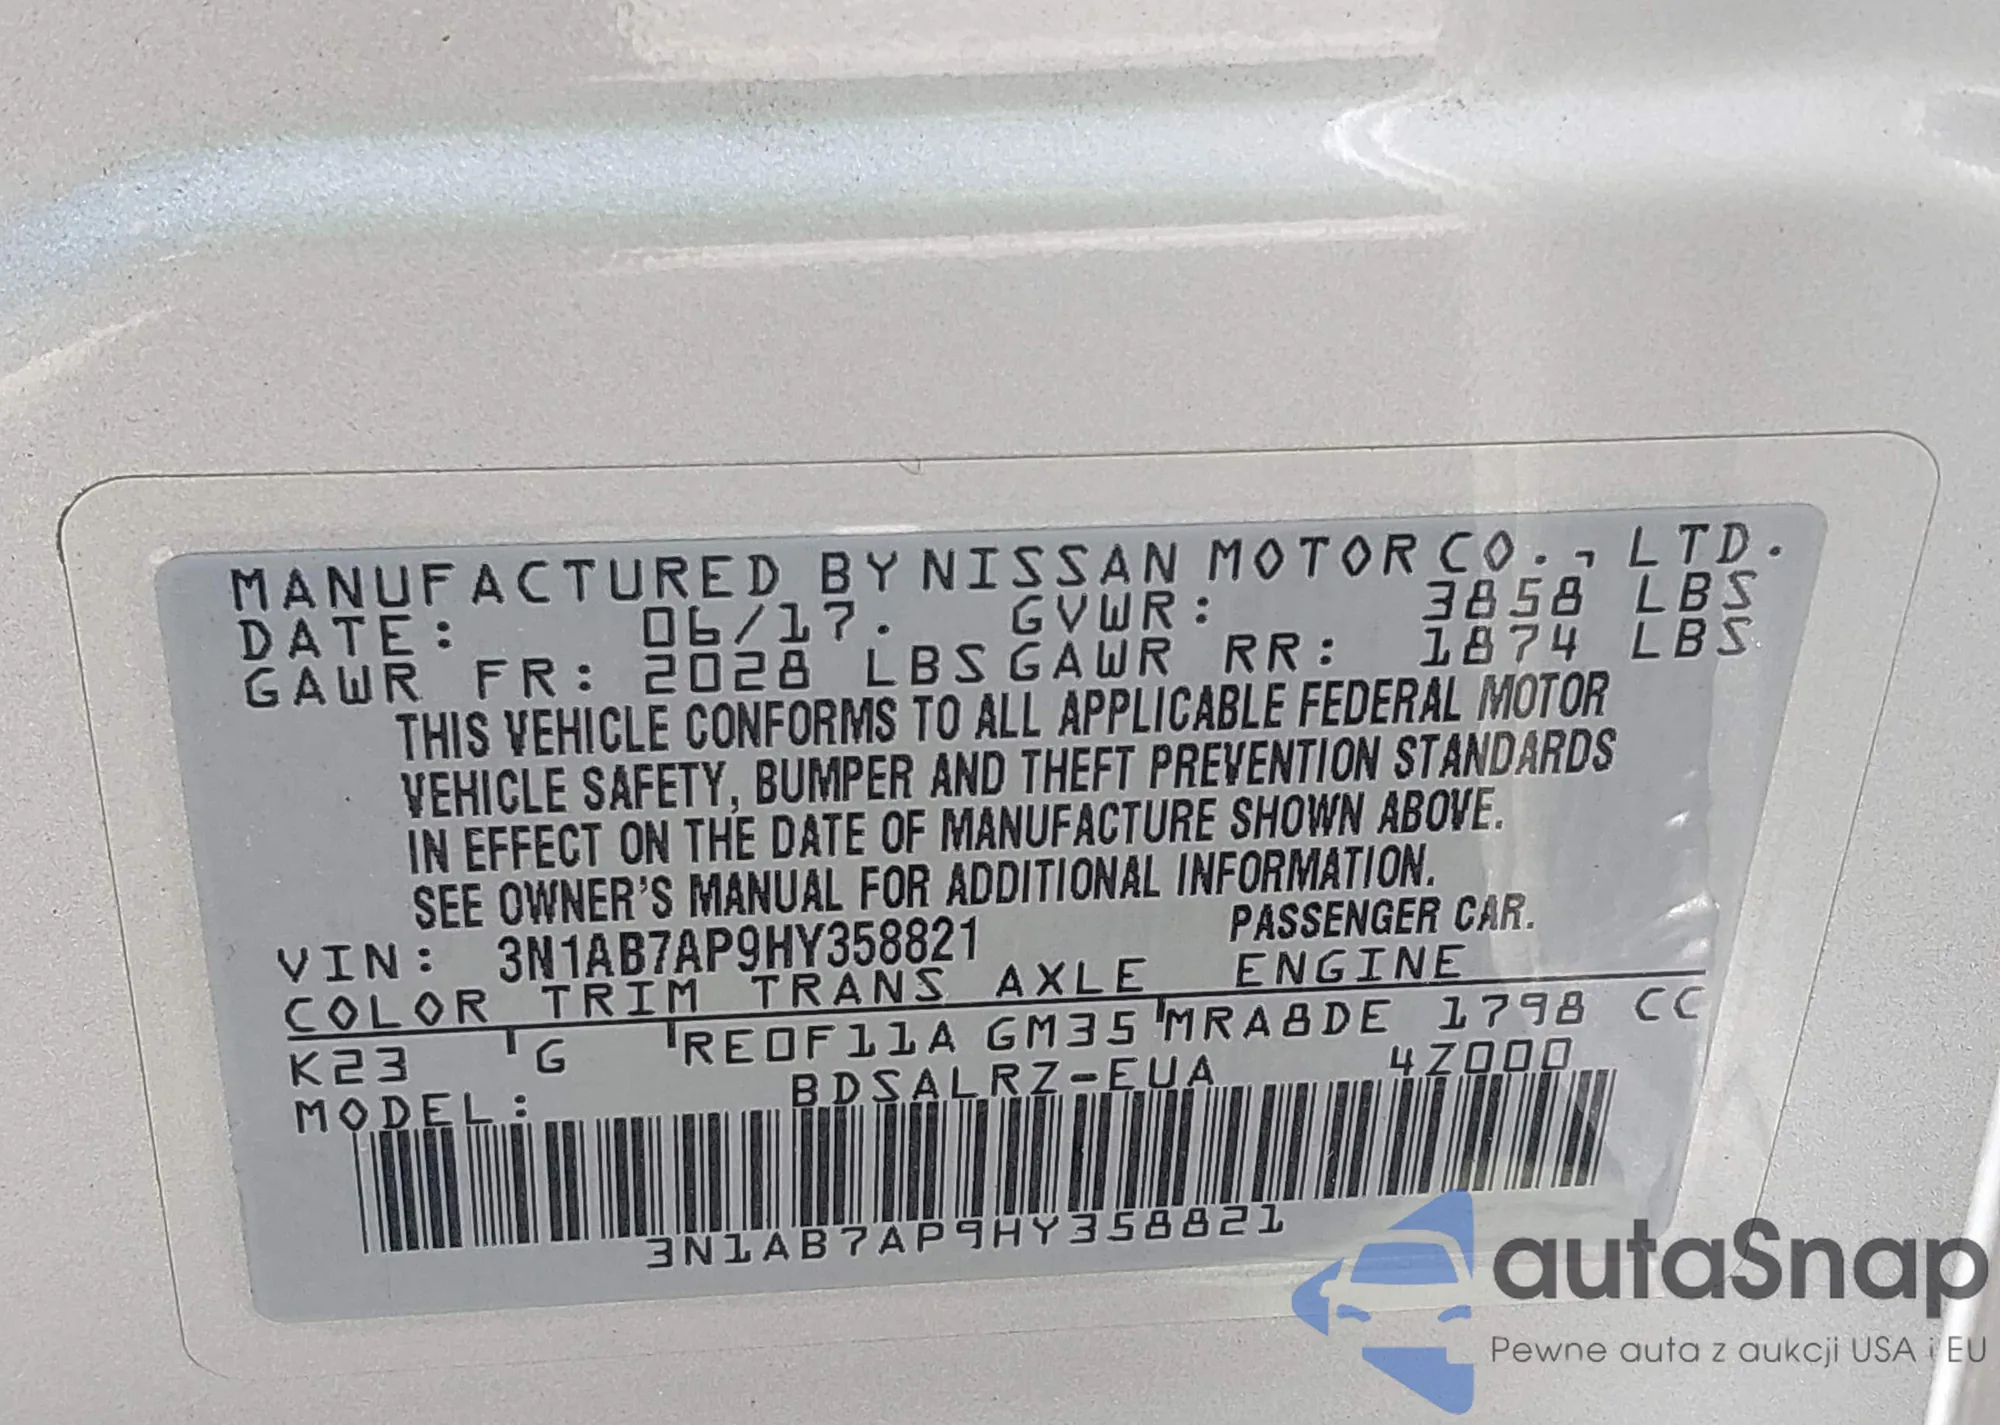 MANUFACTURED BY NISSAN MOTOR CO., LTD.
DATE: 06/17. GVWR: 3858 LBS
GAWR FR: 2028 LBS GAWR RR: 1874 LBS
THIS VEHICLE CONFORMS TO ALL APPLICABLE FEDERAL MOTOR
VEHICLE SAFETY, BUMPER AND THEFT PREVENTION STANDARDS
IN EFFECT ON THE DATE OF MANUFACTURE SHOWN ABOVE.
SEE OWNER'S MANUAL FOR ADDITIONAL INFORMATION.
VIN: 3N1AB7AP9HY358821 PASSENGER CAR.
COLOR TRIM TRANS AXLE ENGINE
K23 G RE0F11A GM35 MRA8DE 1798 CC
MODEL: BDSALRZ-EUA 4Z000
3N1AB7AP9HY358821
autaSnap
Pewne auta z aukcji USA i EU